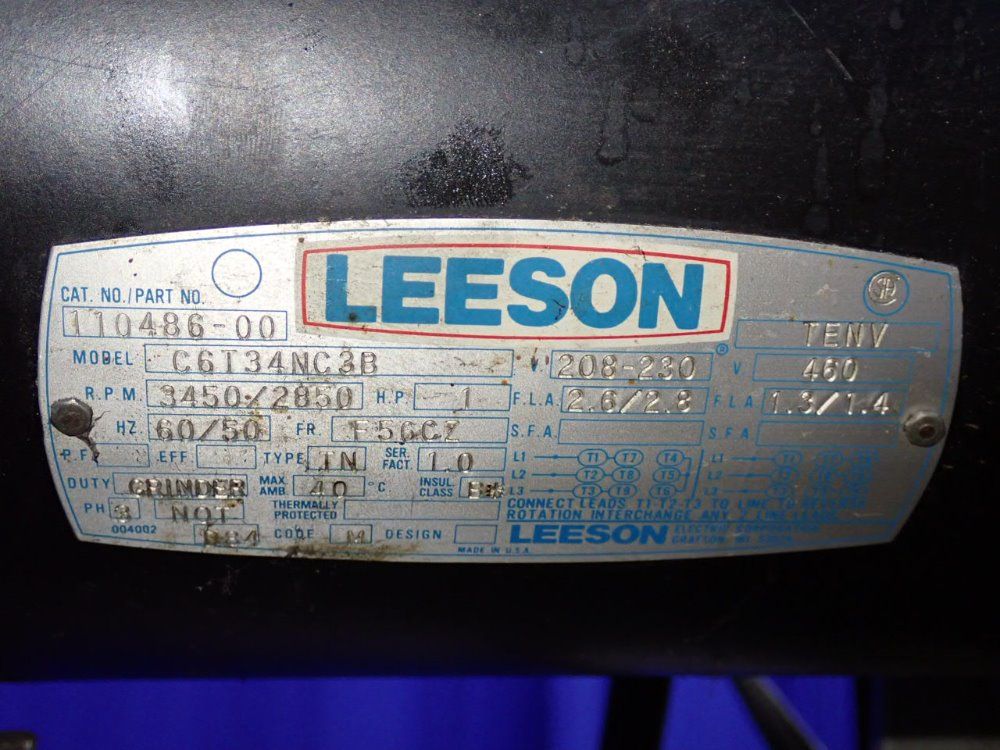 LEESON
CAT. NO./PART NO.
110486-00
TENV
MODEL C6T34NC3B V. 208-230 ® V 460
R.P.M. 3450/2850 H.P 1 F.L.A. 2.6/2.8 F.L.A. 1.3/1.4
HZ 60/50 FR. F56CZ S.F.A. S.F.A.
P.F. EFF TYPE TN SER. FACT. 1.0 L1 T1 T7 T4 L1
L2 T2 T8 T5 L2
DUTY GRINDER MAX. AMB. 40 °C INSUL CLASS L3 T3 T9 T6 L3
PH 3 NOT THERMALLY PROTECTED CONNECT LEADS T1 T2 T3 TO LINE TO
ROTATION INTERCHANGE ANY
004002 CODE M DESIGN LEESON ELECTRIC
MADE IN U.S.A.